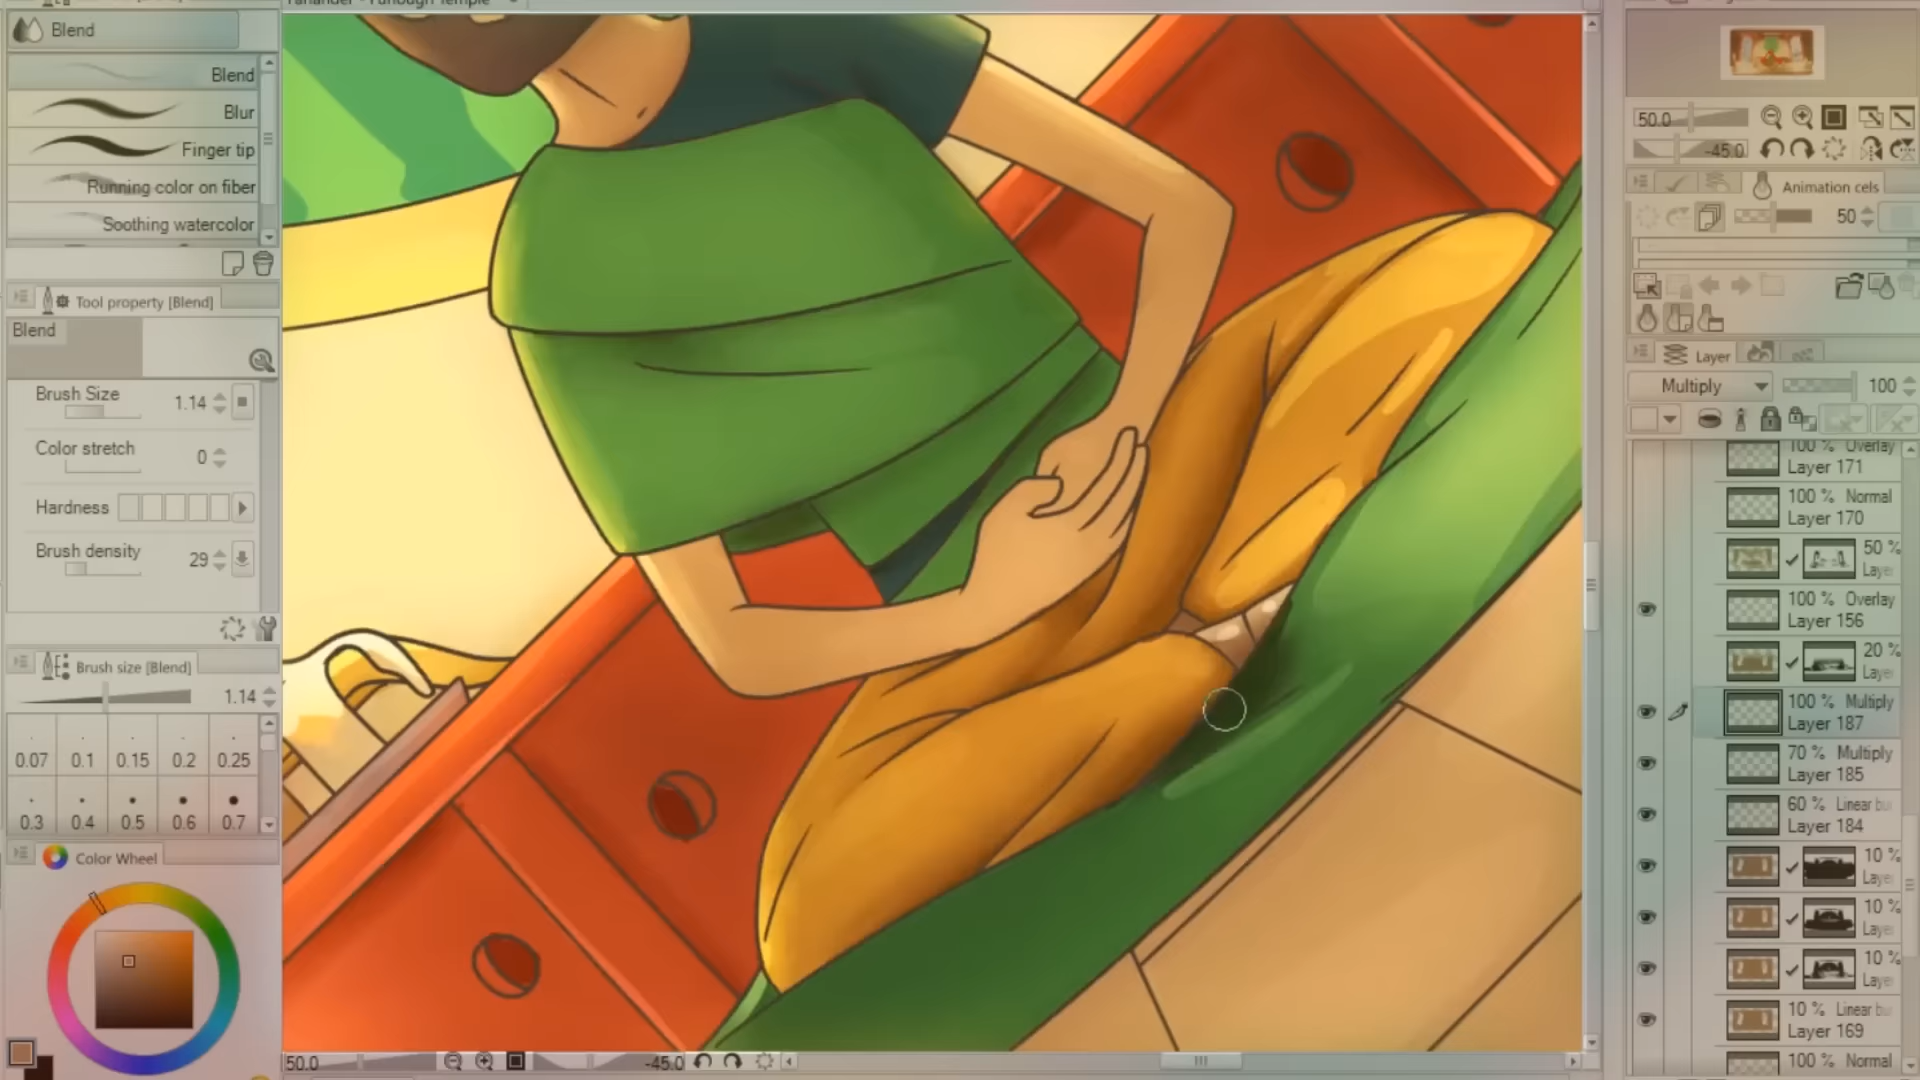 Blend
Blend
Blur
Finger tip
Running color on fiber
Soothing watercolor
Tool property [Blend]
Blend
Brush Size
1.14
Color stretch
0
Hardness
Brush density
29
Brush size [Blend]
1.14
0.07 0.1 0.15 0.2 0.25
0.3 0.4 0.5 0.6 0.7
Color Wheel
50.0
-45.0
50.0
-45.0
Animation cels
50
Layer
Multiply
100
100 % Overlay
Layer 171
100 % Normal
Layer 170
50 %
Laye
100 % Overlay
Layer 156
20 %
Laye
100 % Multiply
Layer 187
70 % Multiply
Layer 185
60 % Linear bu
Layer 184
10 %
Laye
10 %
Laye
10 %
Laye
10 % Linear bu
Layer 169
100 % Normal